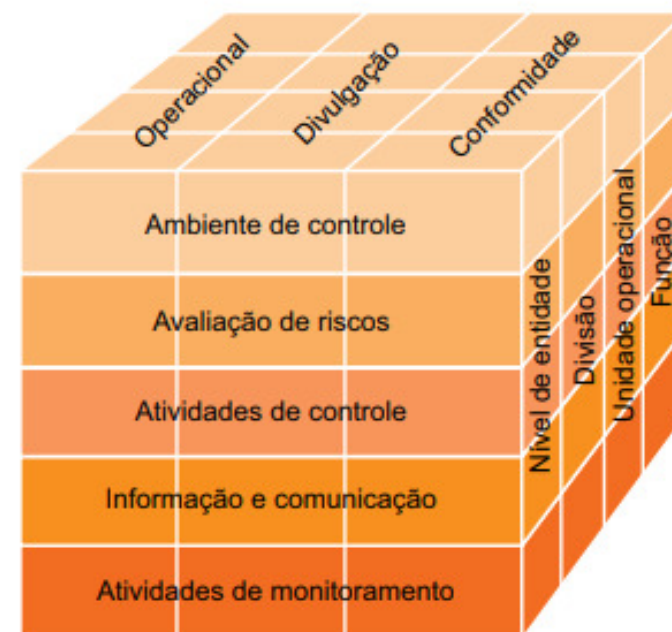 Operacional
Divulgação
Conformidade
Ambiente de controle
Avaliação de riscos
Atividades de controle
Informação e comunicação
Atividades de monitoramento
Nível de entidade
Divisão
Unidade operacional
Função